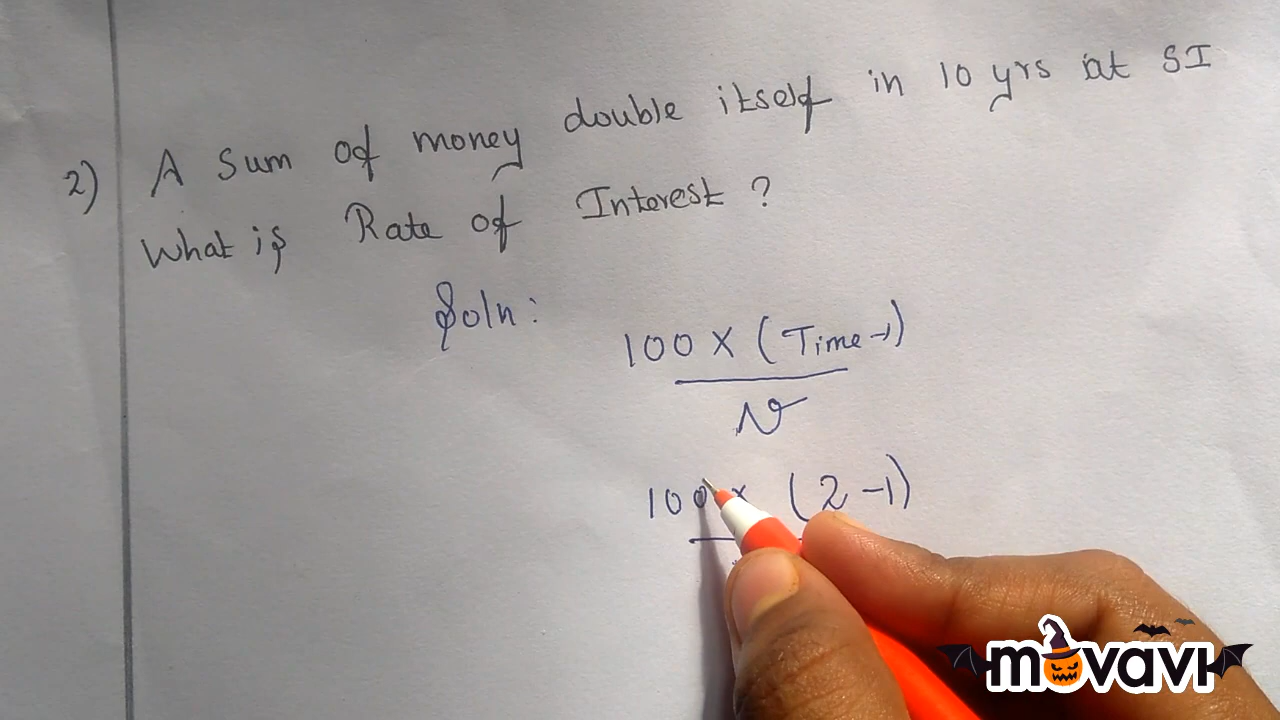 2) A Sum of money double itself in 10 yrs at SI
What is Rate of Interest ?
Soln :
100 X (Time-1)
N
100 x (2-1)
movavi